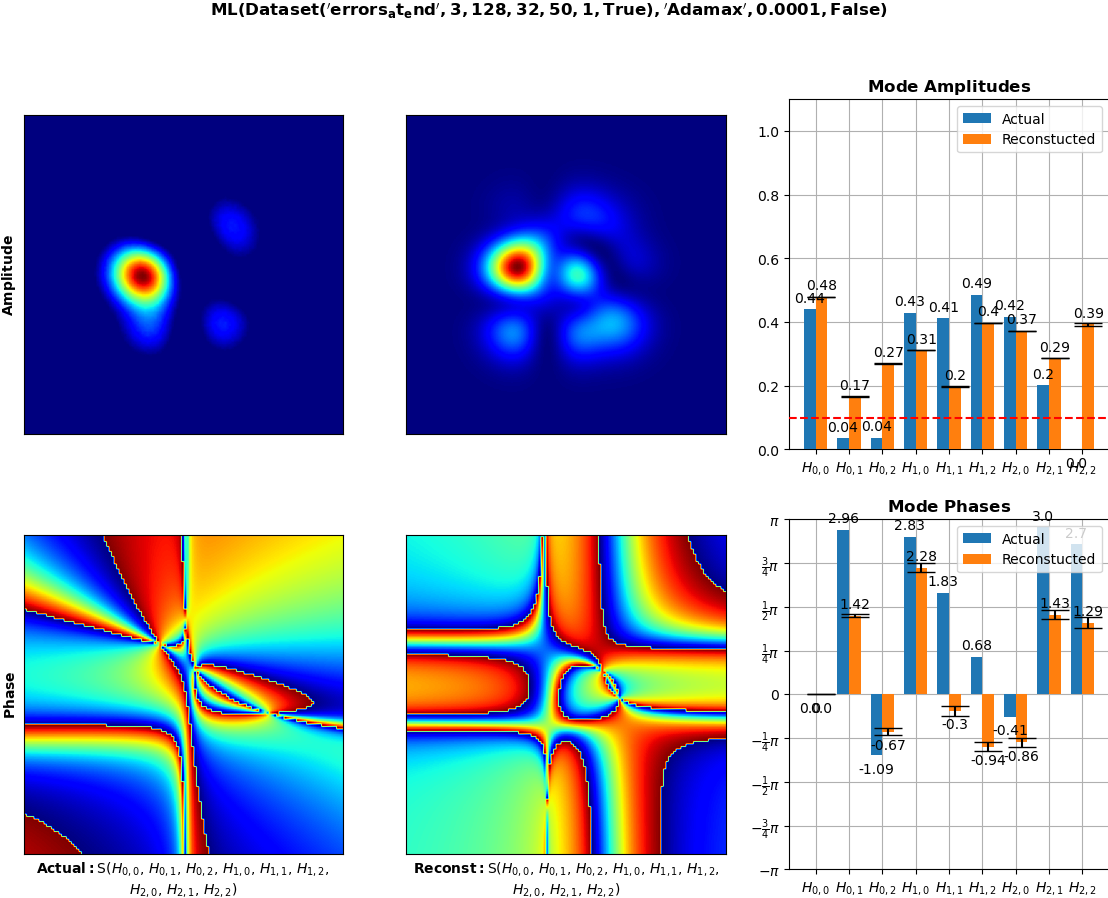 ML(Dataset('errors_at_end', 3, 128, 32, 50, 1, True), 'Adamax', 0.0001, False)
Amplitude
Mode Amplitudes
Actual
Reconstucted
1.0
0.8
0.6
0.4
0.2
0.0
0.44
0.48
0.04
0.17
0.04
0.27
0.43
0.31
0.41
0.2
0.49
0.4
0.42
0.37
0.2
0.29
0.0
0.39
H0,0 H0,1 H0,2 H1,0 H1,1 H1,2 H2,0 H2,1 H2,2
Phase
Mode Phases
Actual
Reconstucted
π
3/4π
1/2π
1/4π
0
−1/4π
−1/2π
−3/4π
−π
0.0
0.0
2.96
1.42
-1.09
-0.67
2.83
2.28
1.83
-0.3
0.68
-0.94
-0.41
-0.86
3.0
1.43
2.7
1.29
H0,0 H0,1 H0,2 H1,0 H1,1 H1,2 H2,0 H2,1 H2,2
Actual: S(H0,0, H0,1, H0,2, H1,0, H1,1, H1,2,
H2,0, H2,1, H2,2)
Reconst: S(H0,0, H0,1, H0,2, H1,0, H1,1, H1,2,
H2,0, H2,1, H2,2)